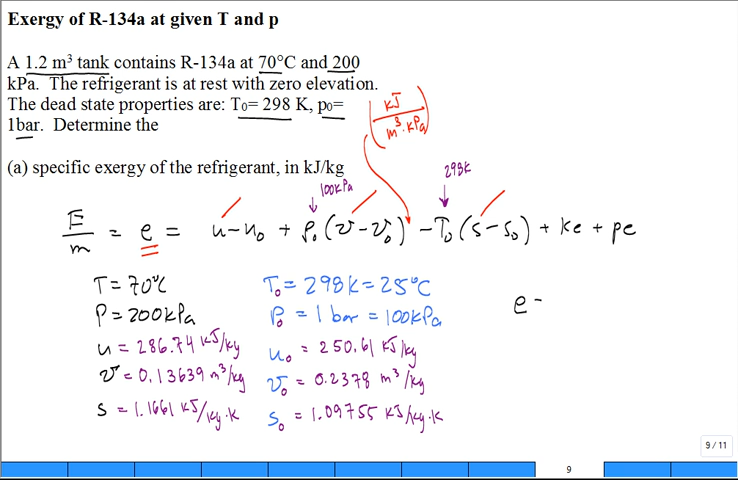 Exergy of R-134a at given T and p
A 1.2 m³ tank contains R-134a at 70°C and 200
kPa. The refrigerant is at rest with zero elevation.
The dead state properties are: T₀= 298 K, p₀=
1bar. Determine the
(kJ / m³·kPa)
(a) specific exergy of the refrigerant, in kJ/kg
100kPa
298K
E/m = e = u-u₀ + P₀(v-v₀) - T₀(s-s₀) + ke + pe
T = 70°C
T₀ = 298K = 25°C
P = 200kPa
P₀ = 1 bar = 100kPa
e -
u = 286.74 kJ/kg
u₀ = 250.61 kJ/kg
v = 0.13639 m³/kg
v₀ = 0.2378 m³/kg
s = 1.1661 kJ/kg·K
s₀ = 1.09755 kJ/kg·K
9 / 11
9